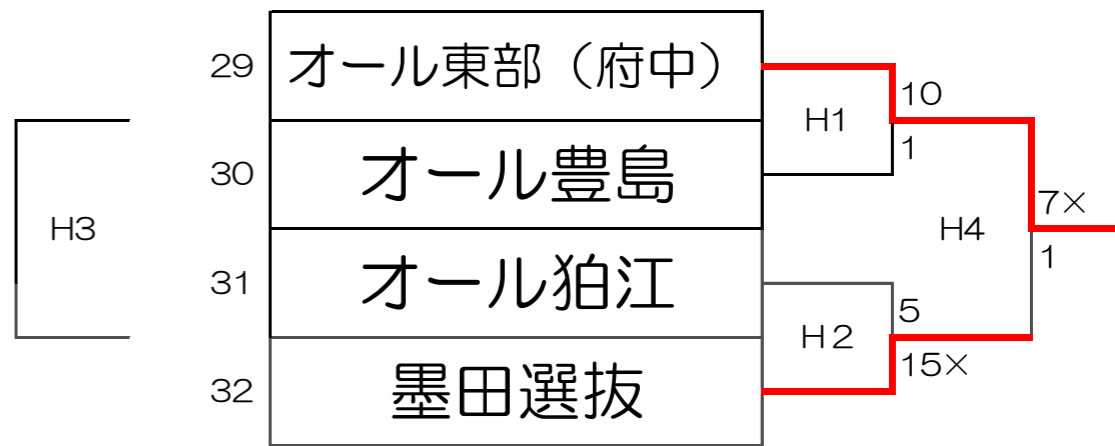 29 オール東部（府中）
10
H1
1
30 オール豊島
7×
H3
H4
1
31 オール狛江
5
H2
15×
32 墨田選抜